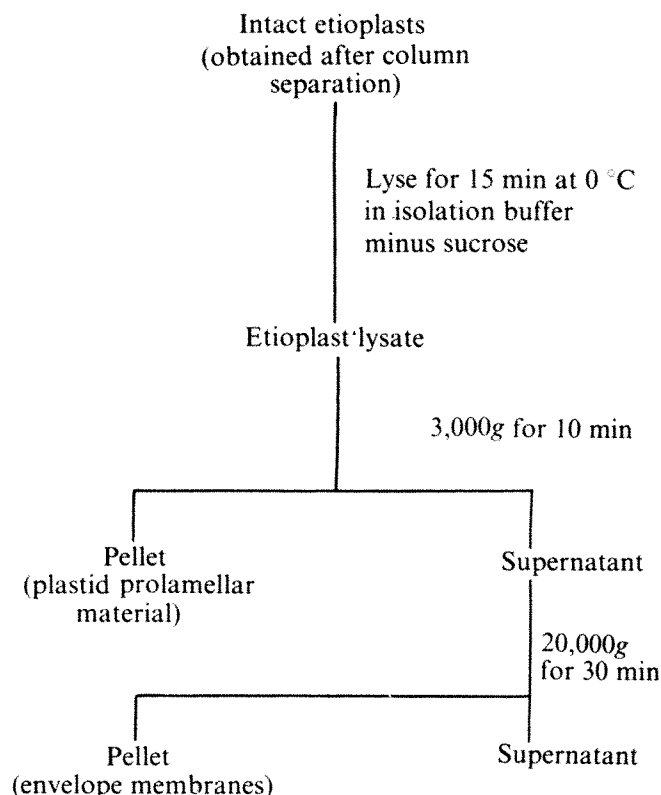 Intact etioplasts
(obtained after column
separation)
Lyse for 15 min at 0 °C
in isolation buffer
minus sucrose
Etioplast lysate
3,000g for 10 min
Pellet
(plastid prolamellar
material)
Supernatant
20,000g
for 30 min
Pellet
(envelope membranes)
Supernatant